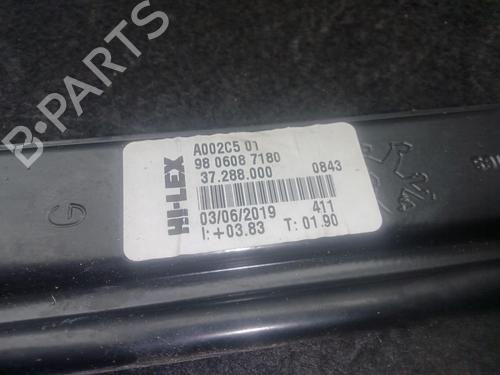 B-PARTS
HI-LEX
A002C5 01
98 0608 7180
37.288.000 0843
03/06/2019 411
I:+03.83 T: 01.90
G